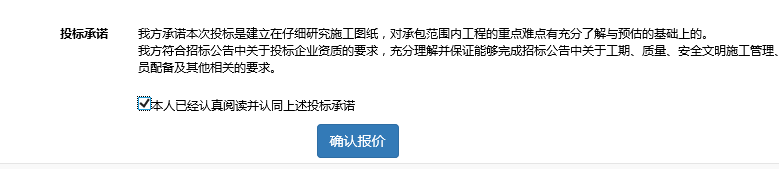 投标承诺 我方承诺本次投标是建立在仔细研究施工图纸，对承包范围内工程的重点难点有充分了解与预估的基础上的。
我方符合招标公告中关于投标企业资质的要求，充分理解并保证能够完成招标公告中关于工期、质量、安全文明施工管理、
员配备及其他相关的要求。
本人已经认真阅读并认同上述投标承诺
确认报价